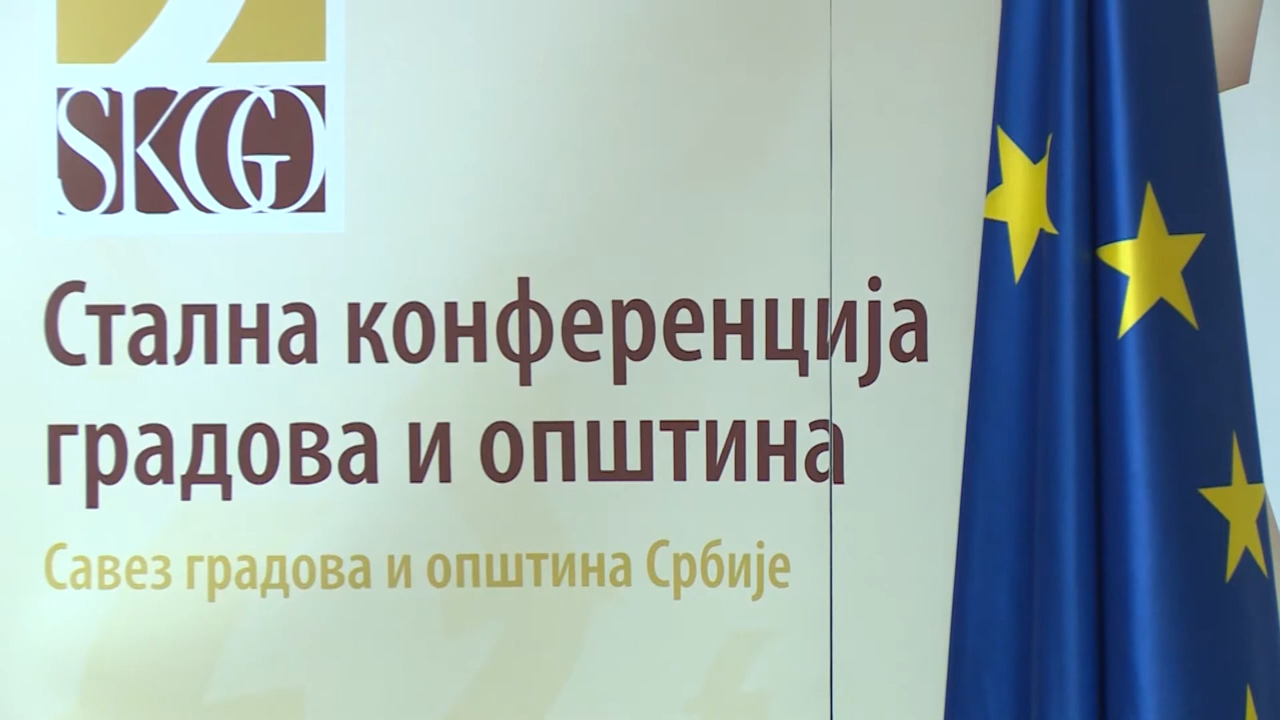 SKGO
Стална конференција
градова и општина
Савез градова и општина Србије